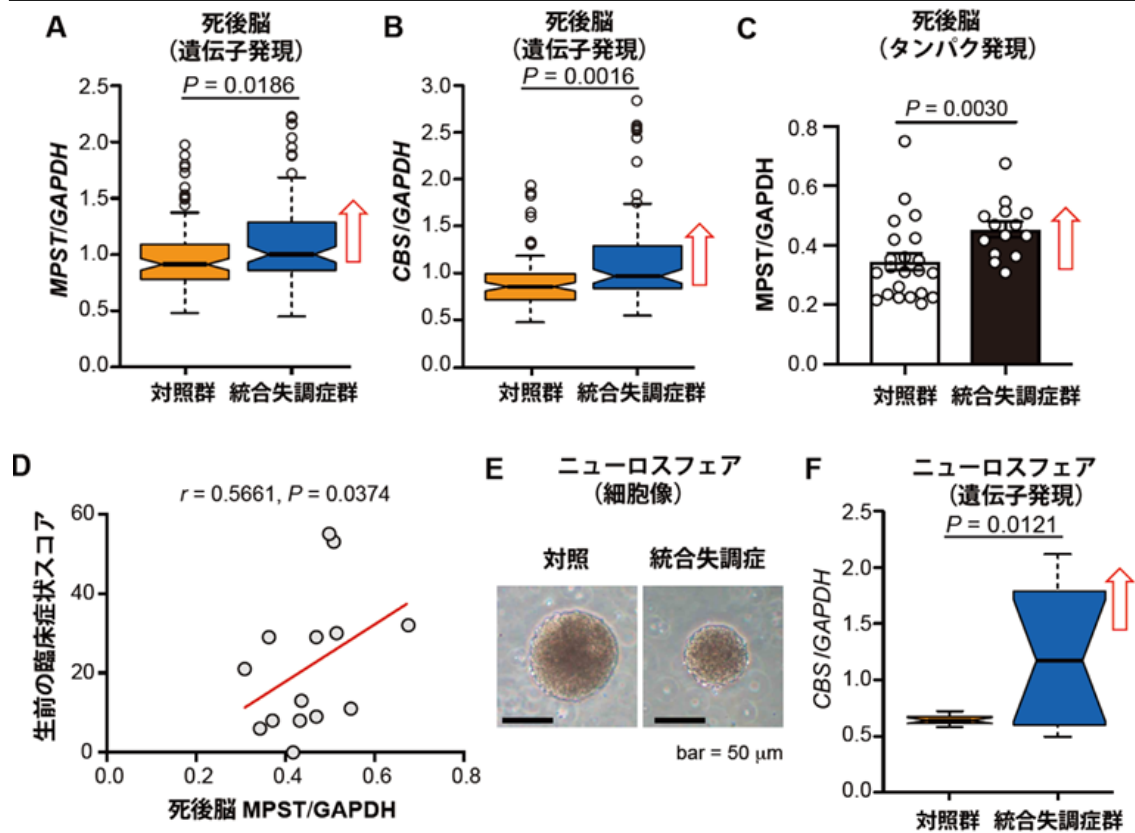 A
死後脳
（遺伝子発現）
P = 0.0186
MPST/GAPDH
2.5
2.0
1.5
1.0
0.5
0.0
対照群 統合失調症群
B
死後脳
（遺伝子発現）
P = 0.0016
CBS/GAPDH
3.0
2.5
2.0
1.5
1.0
0.5
0.0
対照群 統合失調症群
C
死後脳
（タンパク発現）
P = 0.0030
MPST/GAPDH
0.8
0.6
0.4
0.2
0.0
対照群 統合失調症群
D
r = 0.5661, P = 0.0374
生前の臨床症状スコア
60
40
20
0
0.0 0.2 0.4 0.6 0.8
死後脳 MPST/GAPDH
E
ニューロスフェア
（細胞像）
対照 統合失調症
bar = 50 μm
F
ニューロスフェア
（遺伝子発現）
P = 0.0121
CBS/GAPDH
2.5
2.0
1.5
1.0
0.5
0.0
対照群 統合失調症群